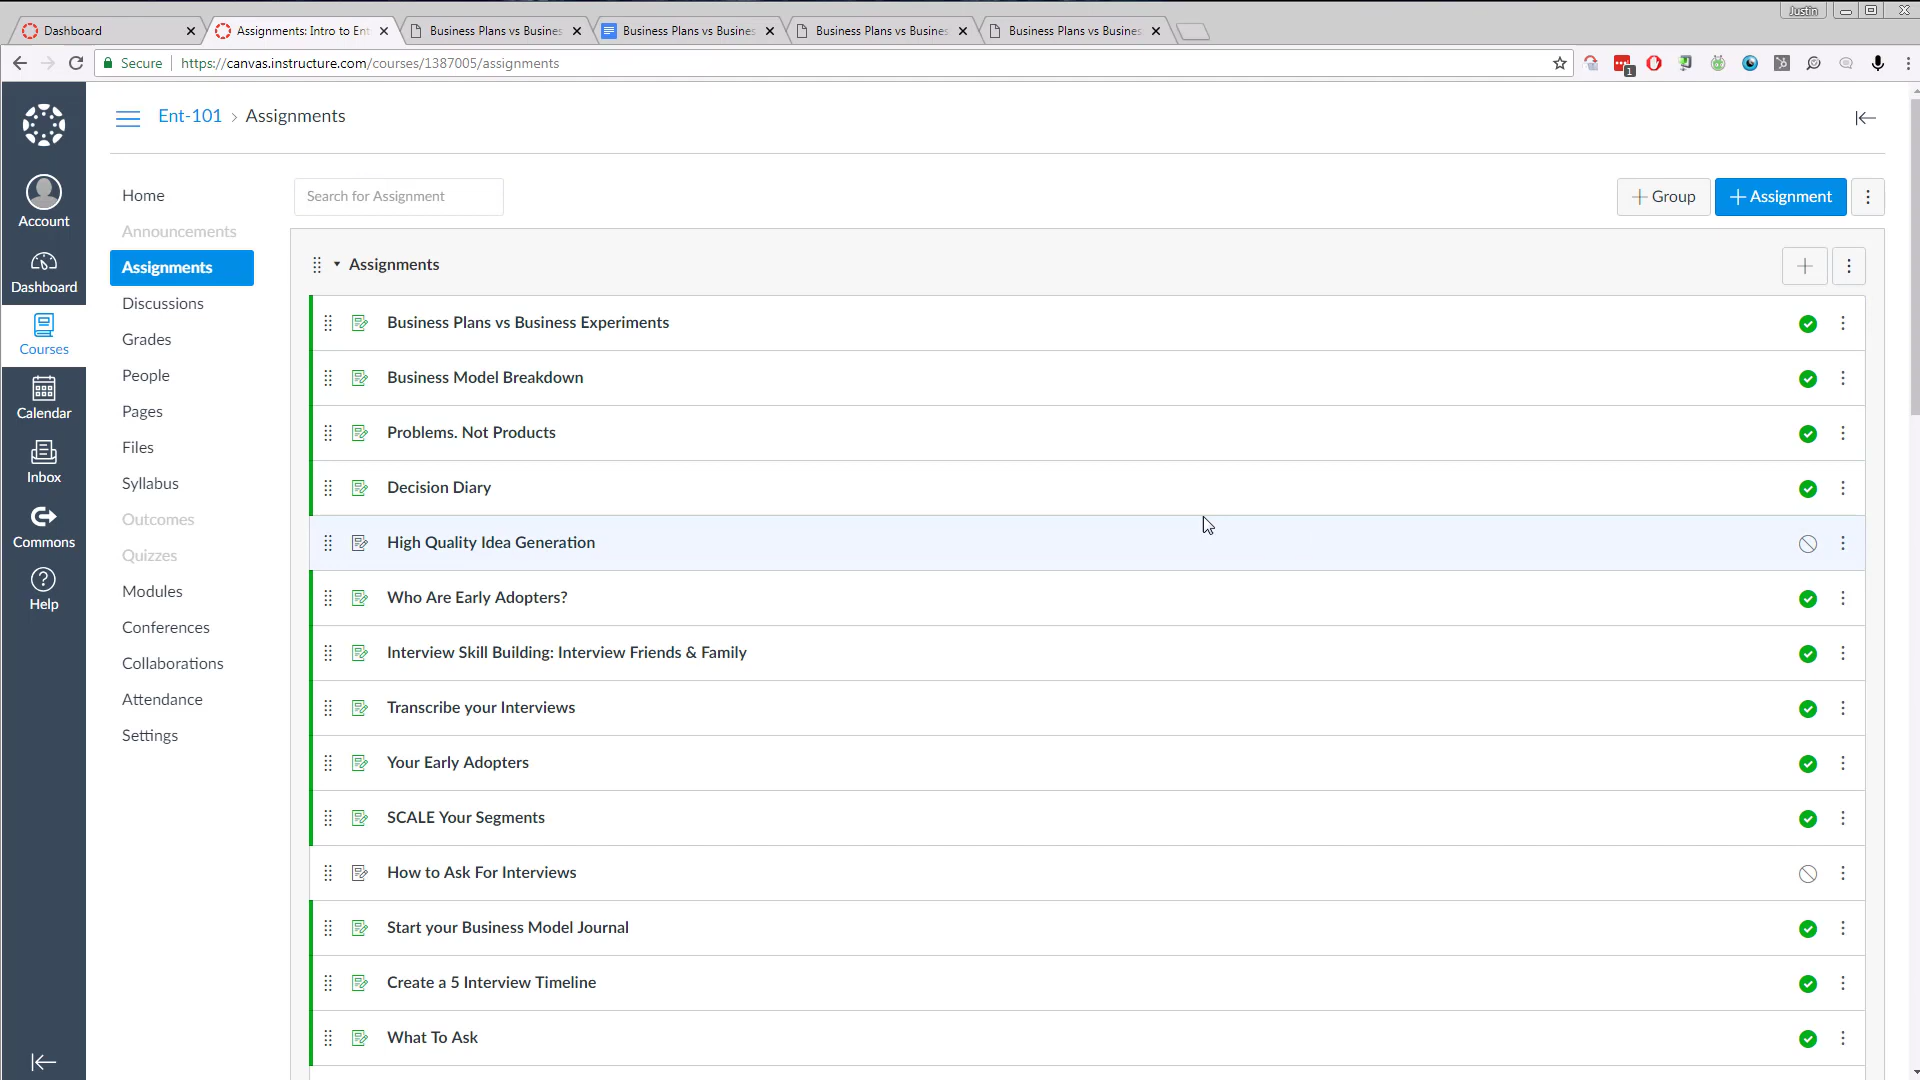 Justin
Dashboard
Assignments: Intro to Ent
Business Plans vs Busines
Business Plans vs Busines
Business Plans vs Busines
Business Plans vs Busines
Secure
https://canvas.instructure.com/courses/1387005/assignments
1
Ent-101 > Assignments
Account
Dashboard
Courses
Calendar
Inbox
Commons
Help
Home
Announcements
Assignments
Discussions
Grades
People
Pages
Files
Syllabus
Outcomes
Quizzes
Modules
Conferences
Collaborations
Attendance
Settings
Search for Assignment
+ Group
+ Assignment
Assignments
Business Plans vs Business Experiments
Business Model Breakdown
Problems. Not Products
Decision Diary
High Quality Idea Generation
Who Are Early Adopters?
Interview Skill Building: Interview Friends & Family
Transcribe your Interviews
Your Early Adopters
SCALE Your Segments
How to Ask For Interviews
Start your Business Model Journal
Create a 5 Interview Timeline
What To Ask